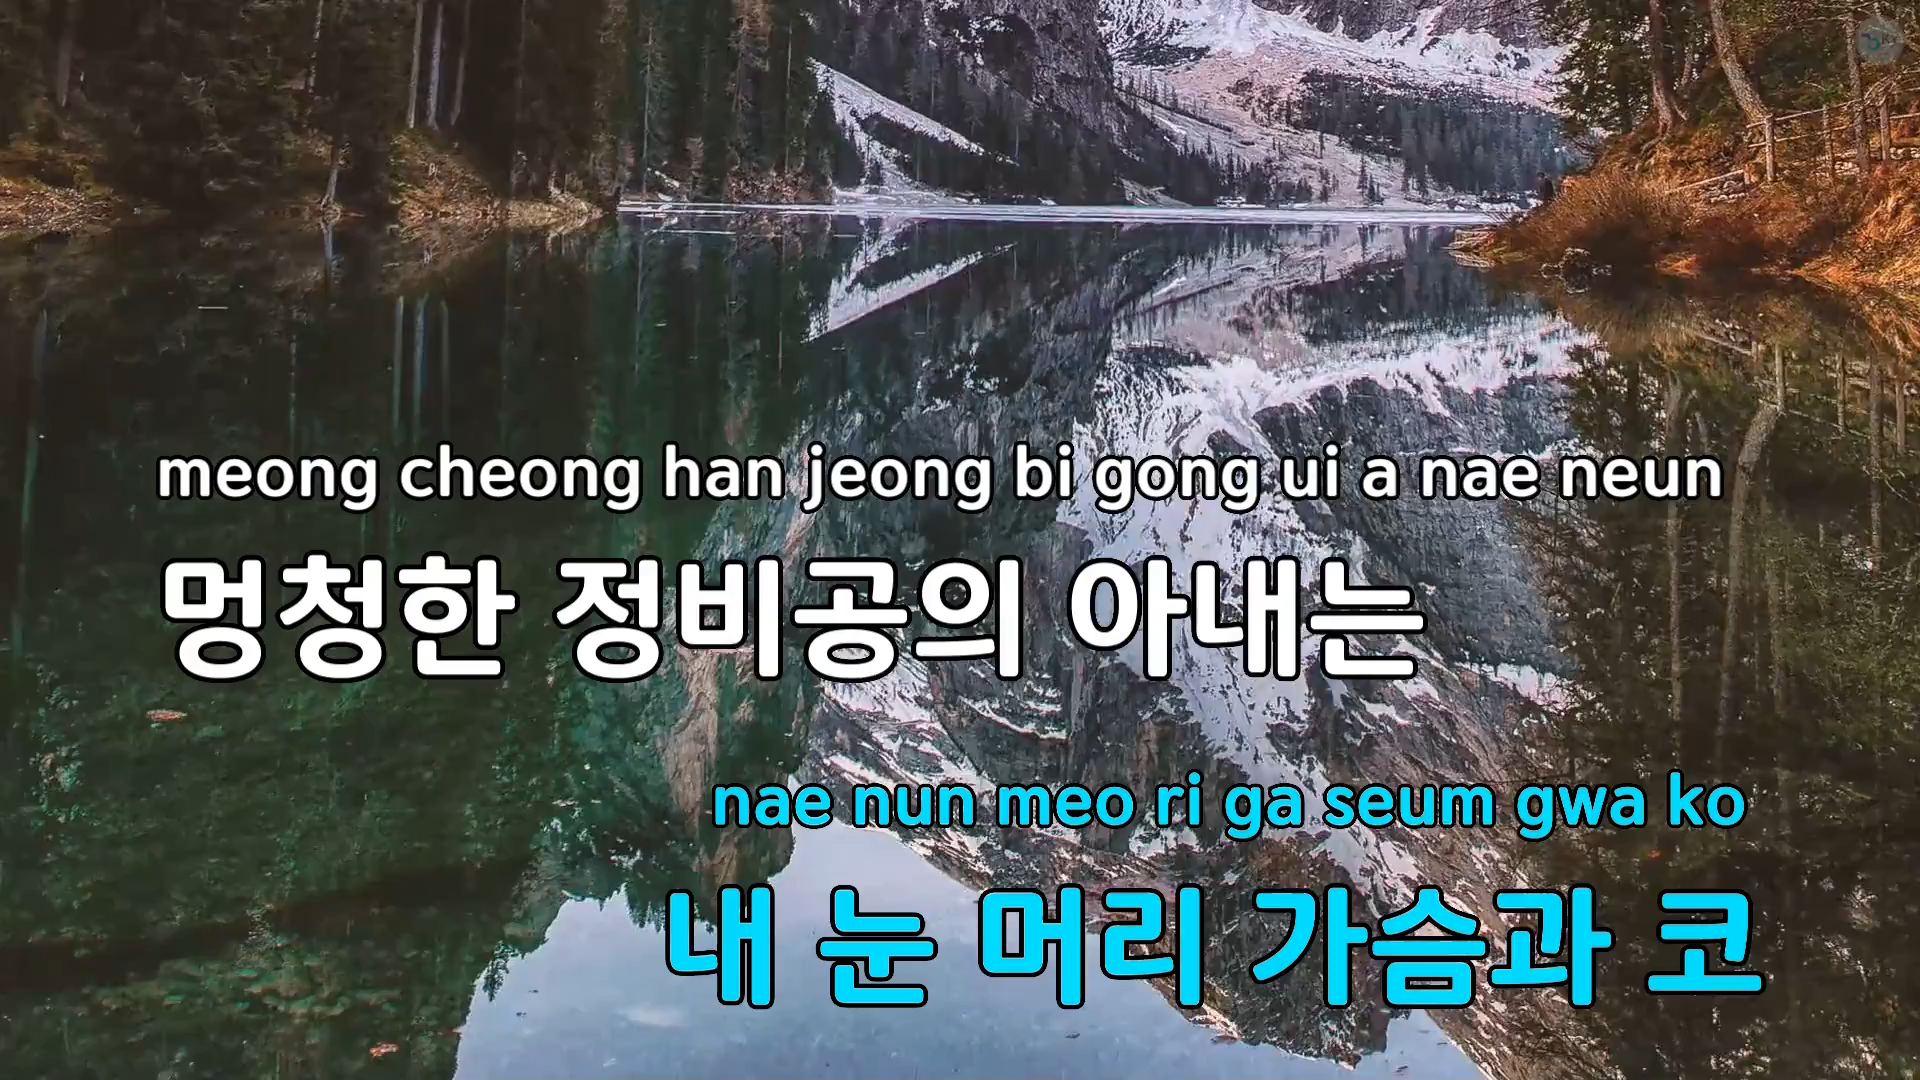 meong cheong han jeong bi gong ui a nae neun
멍청한 정비공의 아내는
nae nun meo ri ga seum gwa ko
내 눈 머리 가슴과 코